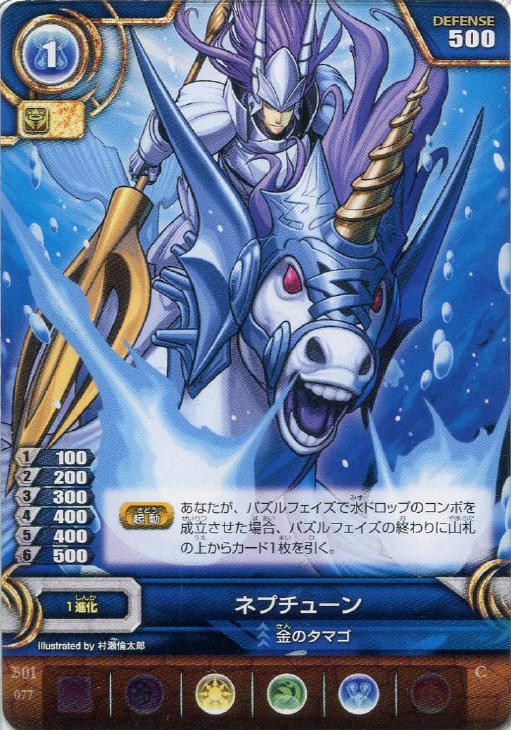 1
DEFENSE
500
1 100
2 200
3 300
4 400
5 400
6 500
起動 あなたが、パズルフェイズで水ドロップのコンボを
成立させた場合、パズルフェイズの終わりに山札
の上からカード1枚を引く。
1進化
ネプチューン
金のタマゴ
illustrated by 村瀬倫太郎
B01
077
C